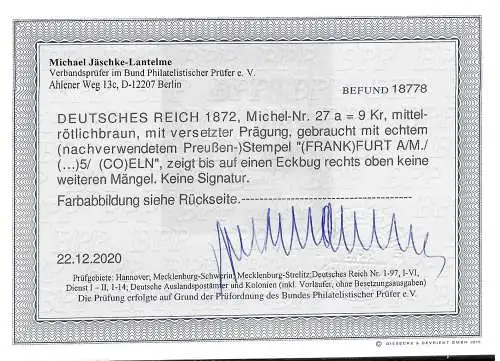 Michael Jäschke-Lantelme
Verbandsprüfer im Bund Philatelistischer Prüfer e. V.
Ahlener Weg 13c, D-12207 Berlin
BEFUND 18778
DEUTSCHES REICH 1872, Michel-Nr. 27 a = 9 Kr, mittel-
rötlichbraun, mit versetzter Prägung, gebraucht mit echtem
(nachverwendetem Preußen-)Stempel "(FRANK)FURT A/M./
(...)5/ (CO)ELN", zeigt bis auf einen Eckbug rechts oben keine
weiteren Mängel. Keine Signatur.
Farbabbildung siehe Rückseite.
22.12.2020
Prüfgebiete: Hannover, Mecklenburg-Schwerin; Mecklenburg-Strelitz;Deutsches Reich Nr. 1-97, I-VI,
Dienst I – II, 1-14; Deutsche Auslandspostämter und Kolonien (inkl. Vorläufer, ohne Besetzungsausgaben)
Die Prüfung erfolgte auf Grund der Prüfordnung des Bundes Philatelistischer Prüfer e.V.
© GIESECKE & DEVRIENT GMBH